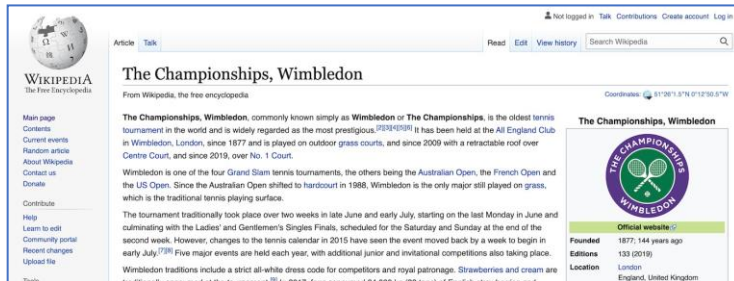 Not logged in Talk Contributions Create account Log in
Article Talk
Read Edit View history Search Wikipedia
WIKIPEDIA
The Free Encyclopedia
Main page
Contents
Current events
Random article
About Wikipedia
Contact us
Donate
Contribute
Help
Learn to edit
Community portal
Recent changes
Upload file
Tools
The Championships, Wimbledon
From Wikipedia, the free encyclopedia
Coordinates: 51°26′1.5″N 0°12′50.5″W
The Championships, Wimbledon, commonly known simply as Wimbledon or The Championships, is the oldest tennis
tournament in the world and is widely regarded as the most prestigious.[2][3][4][5][6] It has been held at the All England Club
in Wimbledon, London, since 1877 and is played on outdoor grass courts, and since 2009 with a retractable roof over
Centre Court, and since 2019, over No. 1 Court.
Wimbledon is one of the four Grand Slam tennis tournaments, the others being the Australian Open, the French Open and
the US Open. Since the Australian Open shifted to hardcourt in 1988, Wimbledon is the only major still played on grass,
which is the traditional tennis playing surface.
The tournament traditionally took place over two weeks in late June and early July, starting on the last Monday in June and
culminating with the Ladies' and Gentlemen's Singles Finals, scheduled for the Saturday and Sunday at the end of the
second week. However, changes to the tennis calendar in 2015 have seen the event moved back by a week to begin in
early July.[7][8] Five major events are held each year, with additional junior and invitational competitions also taking place.
Wimbledon traditions include a strict all-white dress code for competitors and royal patronage. Strawberries and cream are
The Championships, Wimbledon
THE CHAMPIONSHIPS
WIMBLEDON
Official website
Founded 1877; 144 years ago
Editions 133 (2019)
Location London
England, United Kingdom